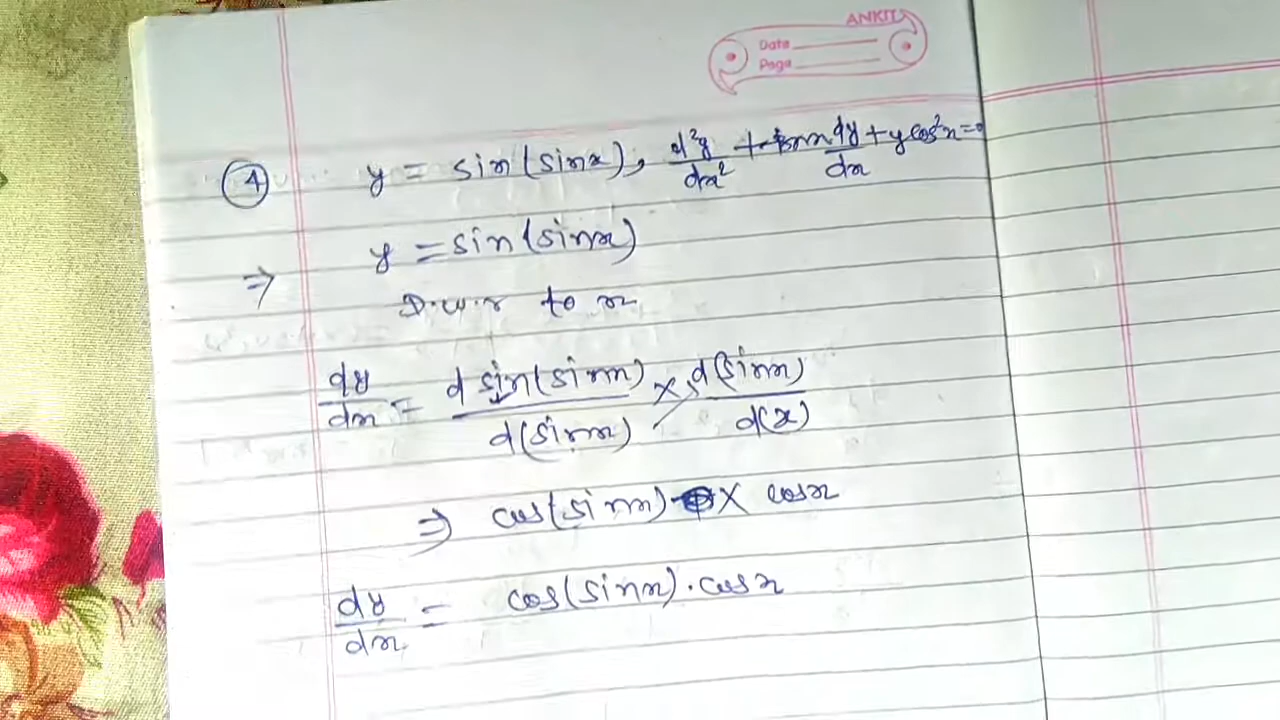 ANKIT
Date
Page
4 y = sin(sinx), d²y/dx² + tanx dy/dx + y cos²x = 0
⇒ y = sin(sinx)
D.w.r to x
dy/dx = d sin(sinx)/d(sinx) × d(sinx)/d(x)
⇒ cos(sinx) × cosx
dy/dx = cos(sinx) · cosx